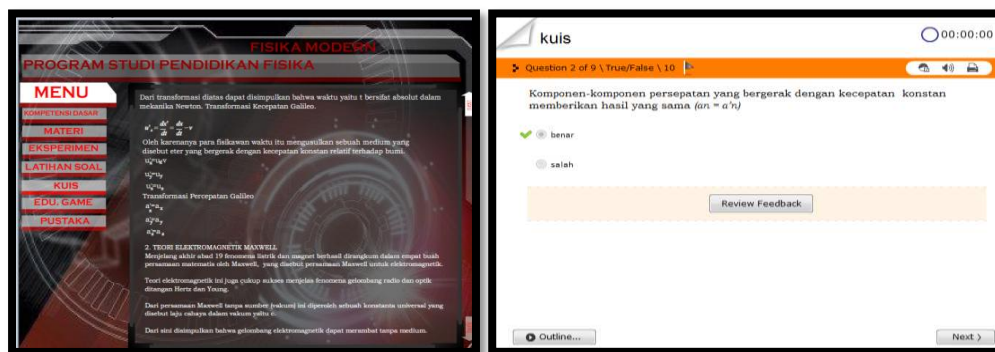 FISIKA MODERN
PROGRAM STUDI PENDIDIKAN FISIKA
MENU
KOMPETENSI DASAR
MATERI
EKSPERIMEN
LATIHAN SOAL
KUIS
EDU. GAME
PUSTAKA
Dari transformasi diatas dapat disimpulkan bahwa waktu yaitu t bersifat absolut dalam
mekanika Newton. Transformasi Kecepatan Galileo.
Oleh karenanya para fisikawan waktu itu mengusulkan sebuah medium yang
disebut eter yang bergerak dengan kecepatan konstan relatif terhadap bumi.
Transformasi Percepatan Galileo
2. TEORI ELEKTROMAGNETIK MAXWELL
Menjelang akhir abad 19 fenomena listrik dan magnet berhasil dirangkum dalam empat buah
persamaan matematis oleh Maxwell, yang disebut persamaan Maxwell untuk elektromagnetik.
Teori elektromagnetik ini juga cukup sukses menjelas fenomena gelombang radio dan optik
ditangan Hertz dan Young.
Dari persamaan Maxwell tanpa sumber (vakum) ini diperoleh sebuah konstanta universal yang
disebut laju cahaya dalam vakum yaitu c.
Dari sini disimpulkan bahwa gelombang elektromagnetik dapat merambat tanpa medium.
kuis
00:00:00
Question 2 of 9 \ True/False \ 10
Komponen-komponen persepatan yang bergerak dengan kecepatan konstan
memberikan hasil yang sama (an = a'n)
benar
salah
Review Feedback
Outline...
Next >